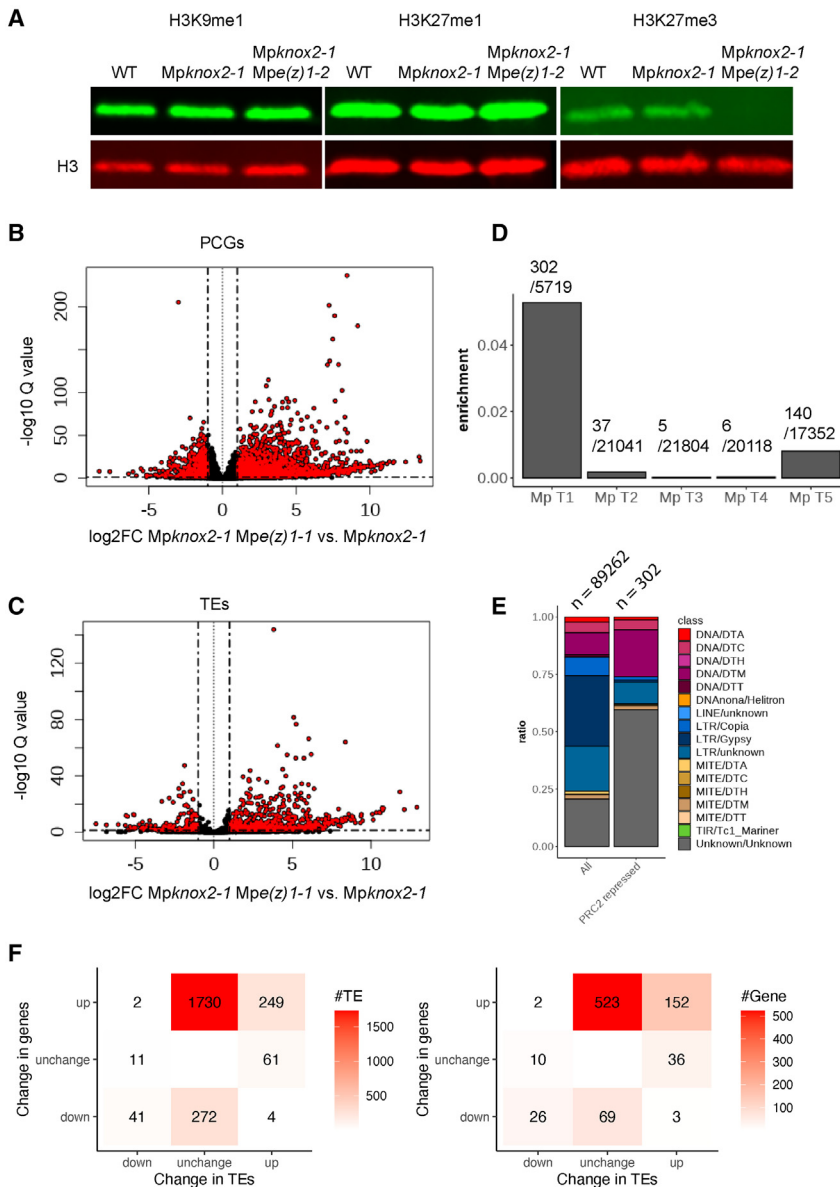 A
H3K9me1
H3K27me1
H3K27me3
WT
Mpknox2-1
Mpknox2-1
Mpe(z)1-2
WT
Mpknox2-1
Mpknox2-1
Mpe(z)1-2
WT
Mpknox2-1
Mpknox2-1
Mpe(z)1-2
H3
B
PCGs
-log10 Q value
200
150
100
50
0
-5
0
5
10
log2FC Mpknox2-1 Mpe(z)1-1 vs. Mpknox2-1
C
TEs
-log10 Q value
120
80
40
0
-5
0
5
10
log2FC Mpknox2-1 Mpe(z)1-1 vs. Mpknox2-1
D
enrichment
0.04
0.02
0.00
302
/5719
37
/21041
5
/21804
6
/20118
140
/17352
Mp T1
Mp T2
Mp T3
Mp T4
Mp T5
E
n = 89262
n = 302
ratio
1.00
0.75
0.50
0.25
0.00
All
PRC2 repressed
class
DNA/DTA
DNA/DTC
DNA/DTH
DNA/DTM
DNA/DTT
DNAnona/Helitron
LINE/unknown
LTR/Copia
LTR/Gypsy
LTR/unknown
MITE/DTA
MITE/DTC
MITE/DTH
MITE/DTM
MITE/DTT
TIR/Tc1_Mariner
Unknown/Unknown
F
Change in genes
up
2
1730
249
unchange
11
61
down
41
272
4
down
unchange
up
Change in TEs
#TE
1500
1000
500
Change in genes
up
2
523
152
unchange
10
36
down
26
69
3
down
unchange
up
Change in TEs
#Gene
500
400
300
200
100